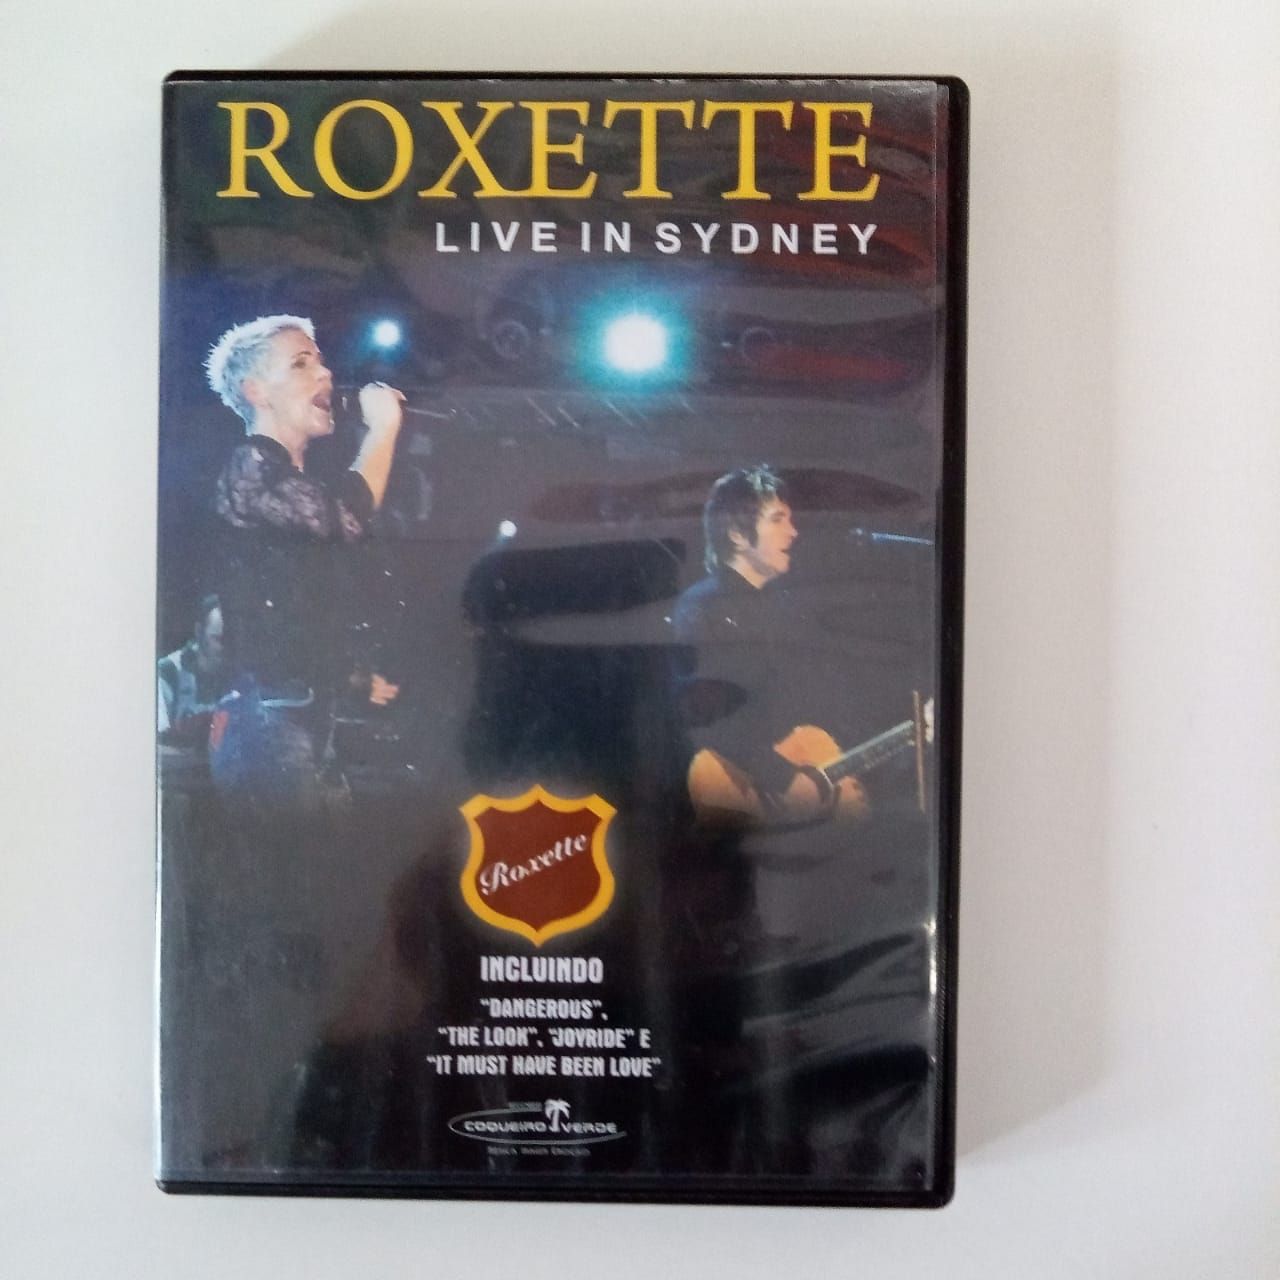 ROXETTE
LIVE IN SYDNEY
Roxette
INCLUINDO
"DANGEROUS",
"THE LOOK", "JOYRIDE" E
"IT MUST HAVE BEEN LOVE"
COQUEIRO VERDE